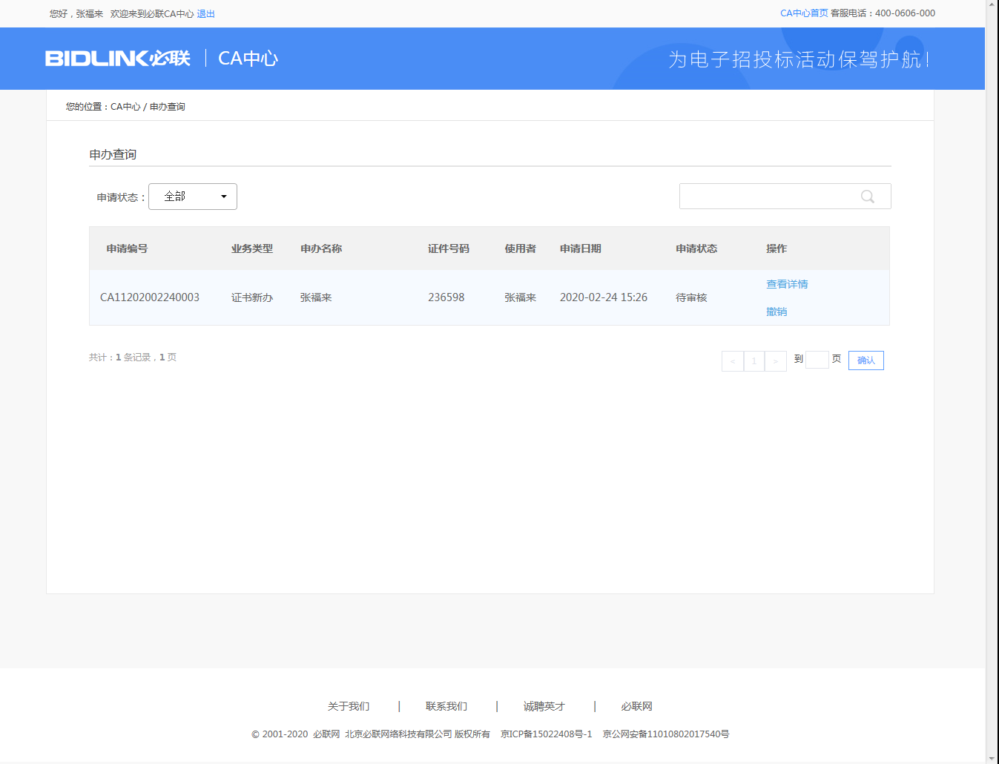 您好，张福来 欢迎来到必联CA中心 退出 CA中心首页 客服电话：400-0606-000
BIDLINK必联 CA中心 为电子招投标活动保驾护航！
您的位置：CA中心 / 申办查询
申办查询
申请状态： 全部
申请编号 业务类型 申办名称 证件号码 使用者 申请日期 申请状态 操作
CA11202002240003 证书新办 张福来 236598 张福来 2020-02-24 15:26 待审核 查看详情
撤销
共计：1 条记录，1 页 < 1 > 到 页 确认
关于我们 | 联系我们 | 诚聘英才 | 必联网
© 2001-2020 必联网 北京必联网络科技有限公司 版权所有 京ICP备15022408号-1 京公网安备11010802017540号